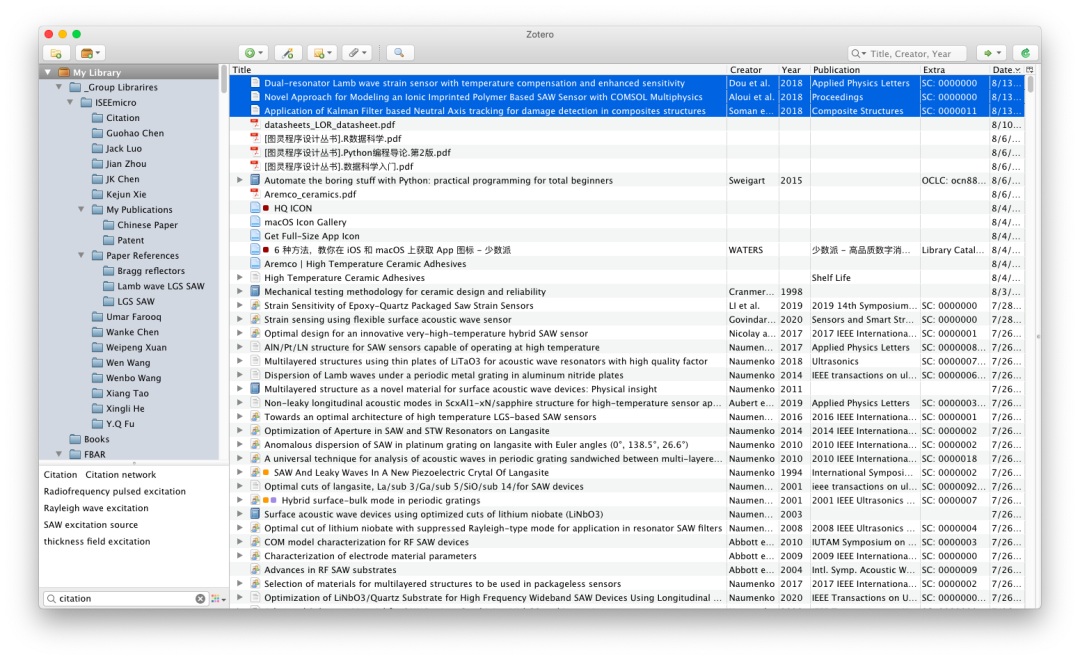 Zotero
Title, Creator, Year
My Library
_Group Librarires
ISEEmicro
Citation
Guohao Chen
Jack Luo
Jian Zhou
JK Chen
Kejun Xie
My Publications
Chinese Paper
Patent
Paper References
Bragg reflectors
Lamb wave LGS SAW
LGS SAW
Umar Farooq
Wanke Chen
Weipeng Xuan
Wen Wang
Wenbo Wang
Xiang Tao
Xingli He
Y.Q Fu
Books
FBAR
Citation Citation network
Radiofrequency pulsed excitation
Rayleigh wave excitation
SAW excitation source
thickness field excitation
citation
Title Creator Year Publication Extra Date...
Dual-resonator Lamb wave strain sensor with temperature compensation and enhanced sensitivity Dou et al. 2018 Applied Physics Letters SC: 0000000 8/13...
Novel Approach for Modeling an Ionic Imprinted Polymer Based SAW Sensor with COMSOL Multiphysics Aloui et al. 2018 Proceedings SC: 0000000 8/13...
Application of Kalman Filter based Neutral Axis tracking for damage detection in composites structures Soman e... 2018 Composite Structures SC: 0000011 8/13...
datasheets_LOR_datasheet.pdf 8/10...
[图灵程序设计丛书].R数据科学.pdf 8/6/...
[图灵程序设计丛书].Python编程导论.第2版.pdf 8/6/...
[图灵程序设计丛书].数据科学入门.pdf 8/6/...
Automate the boring stuff with Python: practical programming for total beginners Sweigart 2015 OCLC: ocn88... 8/6/...
Aremco_ceramics.pdf 8/6/...
HQ ICON 8/4/...
macOS Icon Gallery 8/4/...
Get Full-Size App Icon 8/4/...
6 种方法，教你在 iOS 和 macOS 上获取 App 图标 - 少数派 WATERS 少数派 - 高品质数字消... Library Catal... 8/4/...
Aremco | High Temperature Ceramic Adhesives 8/4/...
High Temperature Ceramic Adhesives Shelf Life 8/4/...
Mechanical testing methodology for ceramic design and reliability Cranmer... 1998 8/3/...
Strain Sensitivity of Epoxy-Quartz Packaged Saw Strain Sensors LI et al. 2019 2019 14th Symposium... SC: 0000000 7/28...
Strain sensing using flexible surface acoustic wave sensor Govindar... 2020 Sensors and Smart Str... SC: 0000000 7/28...
Optimal design for an innovative very-high-temperature hybrid SAW sensor Nicolay a... 2017 2017 IEEE Internationa... SC: 0000001 7/26...
AlN/Pt/LN structure for SAW sensors capable of operating at high temperature Naumen... 2017 Applied Physics Letters SC: 0000008... 7/26...
Multilayered structures using thin plates of LiTaO3 for acoustic wave resonators with high quality factor Naumenko 2018 Ultrasonics SC: 0000007... 7/26...
Dispersion of Lamb waves under a periodic metal grating in aluminum nitride plates Naumenko 2014 IEEE transactions on ul... SC: 0000006... 7/26...
Multilayered structure as a novel material for surface acoustic wave devices: Physical insight Naumenko 2011 7/26...
Non-leaky longitudinal acoustic modes in ScxAl1-xN/sapphire structure for high-temperature sensor ap... Aubert e... 2019 Applied Physics Letters SC: 0000003... 7/26...
Towards an optimal architecture of high temperature LGS-based SAW sensors Naumen... 2016 2016 IEEE Internationa... SC: 0000001 7/26...
Optimization of Aperture in SAW and STW Resonators on Langasite Naumen... 2014 2014 IEEE Internationa... SC: 0000002 7/26...
Anomalous dispersion of SAW in platinum grating on langasite with Euler angles (0°, 138.5°, 26.6°) Naumenko 2010 2010 IEEE Internationa... SC: 0000002 7/26...
A universal technique for analysis of acoustic waves in periodic grating sandwiched between multi-layere... Naumenko 2010 2010 IEEE Internationa... SC: 0000018 7/26...
SAW And Leaky Waves In A New Piezoelectric Crytal Of Langasite Naumenko 1994 International Symposi... SC: 0000002 7/26...
Optimal cuts of langasite, La/sub 3/Ga/sub 5/SiO/sub 14/for SAW devices Naumen... 2001 ieee transactions on ul... SC: 0000092... 7/26...
Hybrid surface-bulk mode in periodic gratings Naumen... 2001 2001 IEEE Ultrasonics ... SC: 0000007 7/26...
Surface acoustic wave devices using optimized cuts of lithium niobate (LiNbO3) Naumen... 2003 7/26...
Optimal cut of lithium niobate with suppressed Rayleigh-type mode for application in resonator SAW filters Naumen... 2008 2008 IEEE Ultrasonics ... SC: 0000004 7/26...
COM model characterization for RF SAW devices Abbott e... 2010 IUTAM Symposium on ... SC: 0000003 7/26...
Characterization of electrode material parameters Abbott e... 2009 2009 IEEE Internationa... SC: 0000000 7/26...
Advances in RF SAW substrates Abbott e... 2004 Intl. Symp. Acoustic W... SC: 0000009 7/26...
Selection of materials for multilayered structures to be used in packageless sensors Naumenko 2017 2017 IEEE Internationa... SC: 0000002 7/26...
Optimization of LiNbO3/Quartz Substrate for High Frequency Wideband SAW Devices Using Longitudinal ... Naumenko 2020 IEEE Transactions on U... SC: 0000000... 7/26...